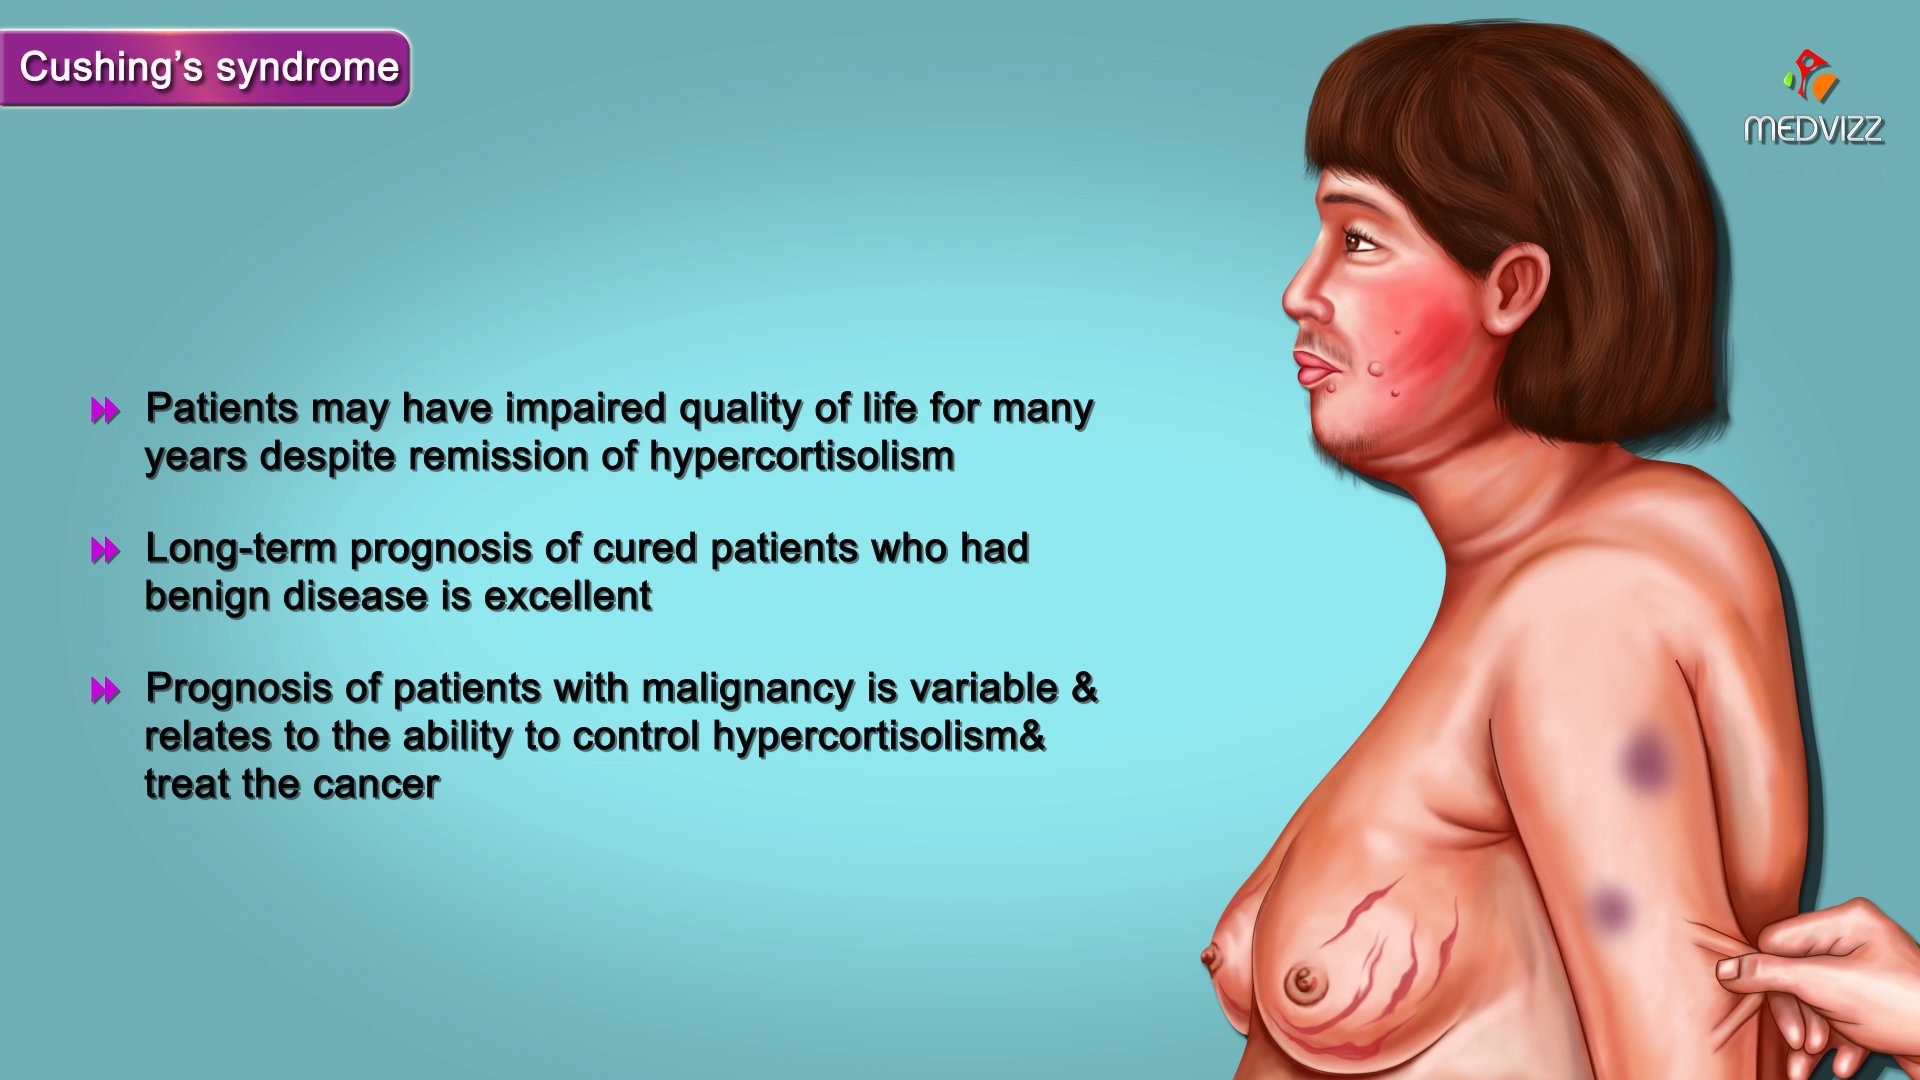 Cushing’s syndrome
MEDVIZZ
Patients may have impaired quality of life for many
years despite remission of hypercortisolism
Long-term prognosis of cured patients who had
benign disease is excellent
Prognosis of patients with malignancy is variable &
relates to the ability to control hypercortisolism&
treat the cancer